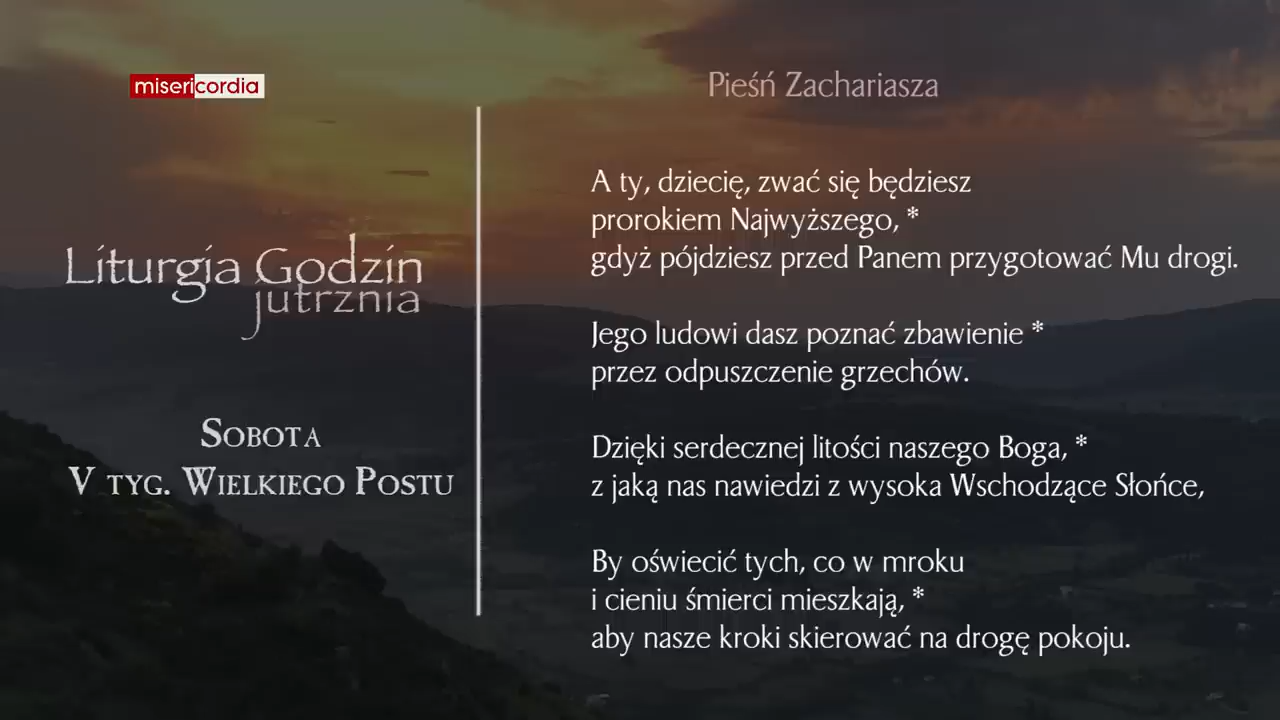 misericordia
Liturgia Godzin
jutrznia
Sobota
V tyg. Wielkiego Postu
Pieśń Zachariasza
A ty, dziecię, zwać się będziesz
prorokiem Najwyższego, *
gdyż pójdziesz przed Panem przygotować Mu drogi.
Jego ludowi dasz poznać zbawienie *
przez odpuszczenie grzechów.
Dzięki serdecznej litości naszego Boga, *
z jaką nas nawiedzi z wysoka Wschodzące Słońce,
By oświecić tych, co w mroku
i cieniu śmierci mieszkają, *
aby nasze kroki skierować na drogę pokoju.